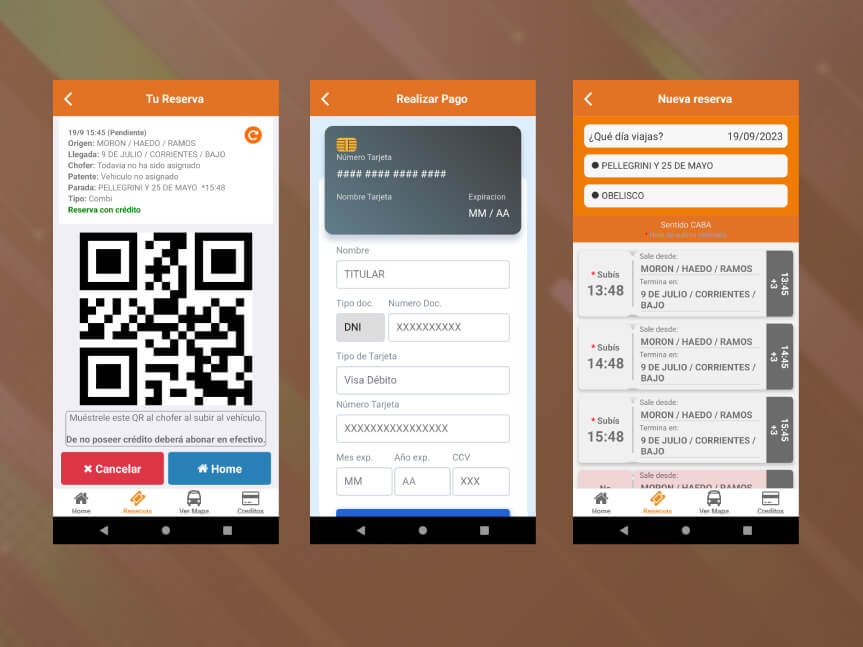 Tu Reserva
19/9 15:45 (Pendiente)
Origen: MORON / HAEDO / RAMOS
Llegada: 9 DE JULIO / CORRIENTES / BAJO
Chofer: Todavia no ha sido asignado
Patente: Vehiculo no asignado
Parada: PELLEGRINI Y 25 DE MAYO *15:48
Tipo: Combi
Reserva con crédito
Muéstrele este QR al chofer al subir al vehículo.
De no poseer crédito deberá abonar en efectivo.
Cancelar
Home
Home
Reservas
Ver Mapa
Creditos
Realizar Pago
Número Tarjeta
#### #### #### ####
Nombre Tarjeta
Expiracion
MM / AA
Nombre
TITULAR
Tipo doc.
Numero Doc.
DNI
XXXXXXXXXX
Tipo de Tarjeta
Visa Débito
Número Tarjeta
XXXXXXXXXXXXXXXX
Mes exp.
Año exp.
CCV
MM
AA
XXX
Nueva reserva
¿Qué día viajas?
19/09/2023
PELLEGRINI Y 25 DE MAYO
OBELISCO
Sentido CABA
* Subís
13:48
Sale desde:
MORON / HAEDO / RAMOS
Termina en:
9 DE JULIO / CORRIENTES /
BAJO
13:45
+3
* Subís
14:48
Sale desde:
MORON / HAEDO / RAMOS
Termina en:
9 DE JULIO / CORRIENTES /
BAJO
14:45
+3
* Subís
15:48
Sale desde:
MORON / HAEDO / RAMOS
Termina en:
9 DE JULIO / CORRIENTES /
BAJO
15:45
+3
No
Sale desde:
MORON / HAEDO / RAMOS
Home
Reservas
Ver Mapa
Creditos